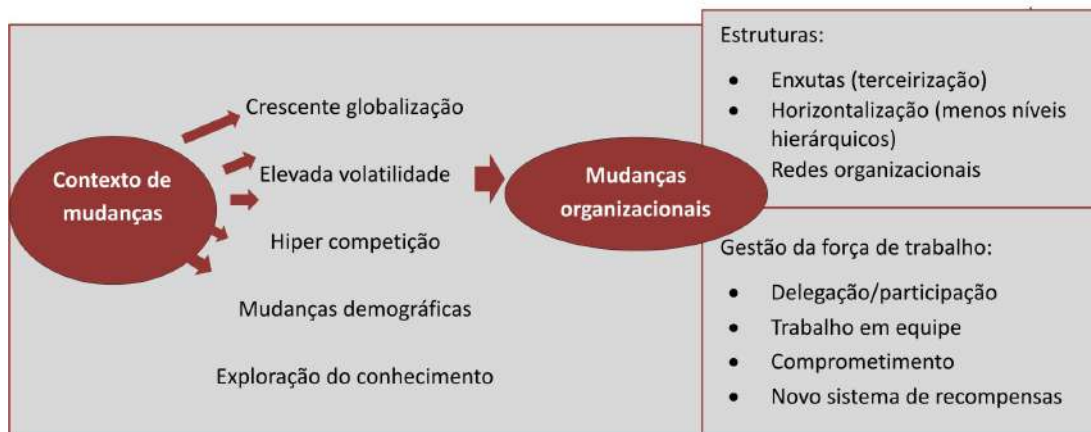 Contexto de
mudanças
Crescente globalização
Elevada volatilidade
Hiper competição
Mudanças demográficas
Exploração do conhecimento
Mudanças
organizacionais
Estruturas:
• Enxutas (terceirização)
• Horizontalização (menos níveis
hierárquicos)
Redes organizacionais
Gestão da força de trabalho:
• Delegação/participação
• Trabalho em equipe
• Comprometimento
• Novo sistema de recompensas